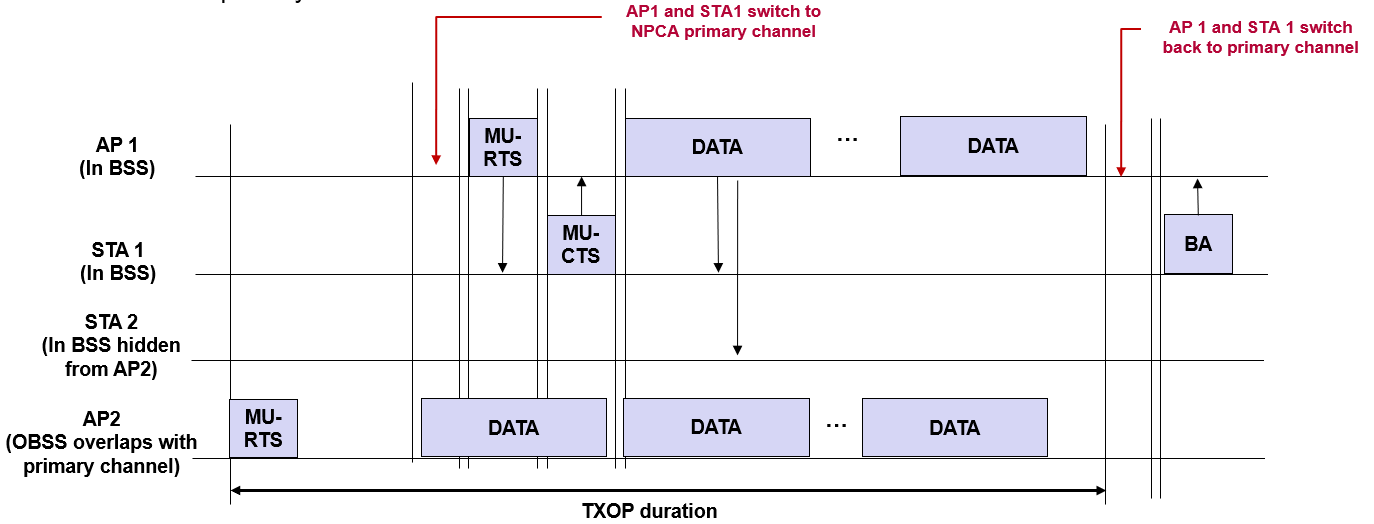 AP1 and STA1 switch to
NPCA primary channel
AP 1 and STA 1 switch
back to primary channel
AP 1
(In BSS)
MU-
RTS
DATA
...
DATA
STA 1
(In BSS)
MU-
CTS
BA
STA 2
(In BSS hidden
from AP2)
AP2
(OBSS overlaps with
primary channel)
MU-
RTS
DATA
DATA
...
DATA
TXOP duration